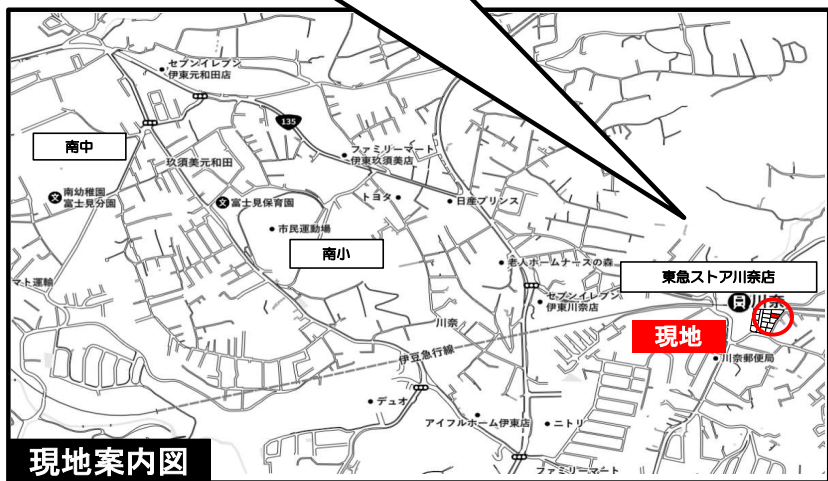 セブンイレブン
伊東元和田店
135
南中
ファミリーマート
伊東玖須美店
玖須美元和田
南幼稚園
富士見分園
富士見保育園
トヨタ
日産プリンス
市民運動場
南小
老人ホームナースの森
東急ストア川奈店
マト運輸
セブンイレブン
伊東川奈店
川奈
川奈
現地
伊豆急行線
川奈郵便局
デュオ
アイフルホーム伊東店
ニトリ
現地案内図
ファミリーマート